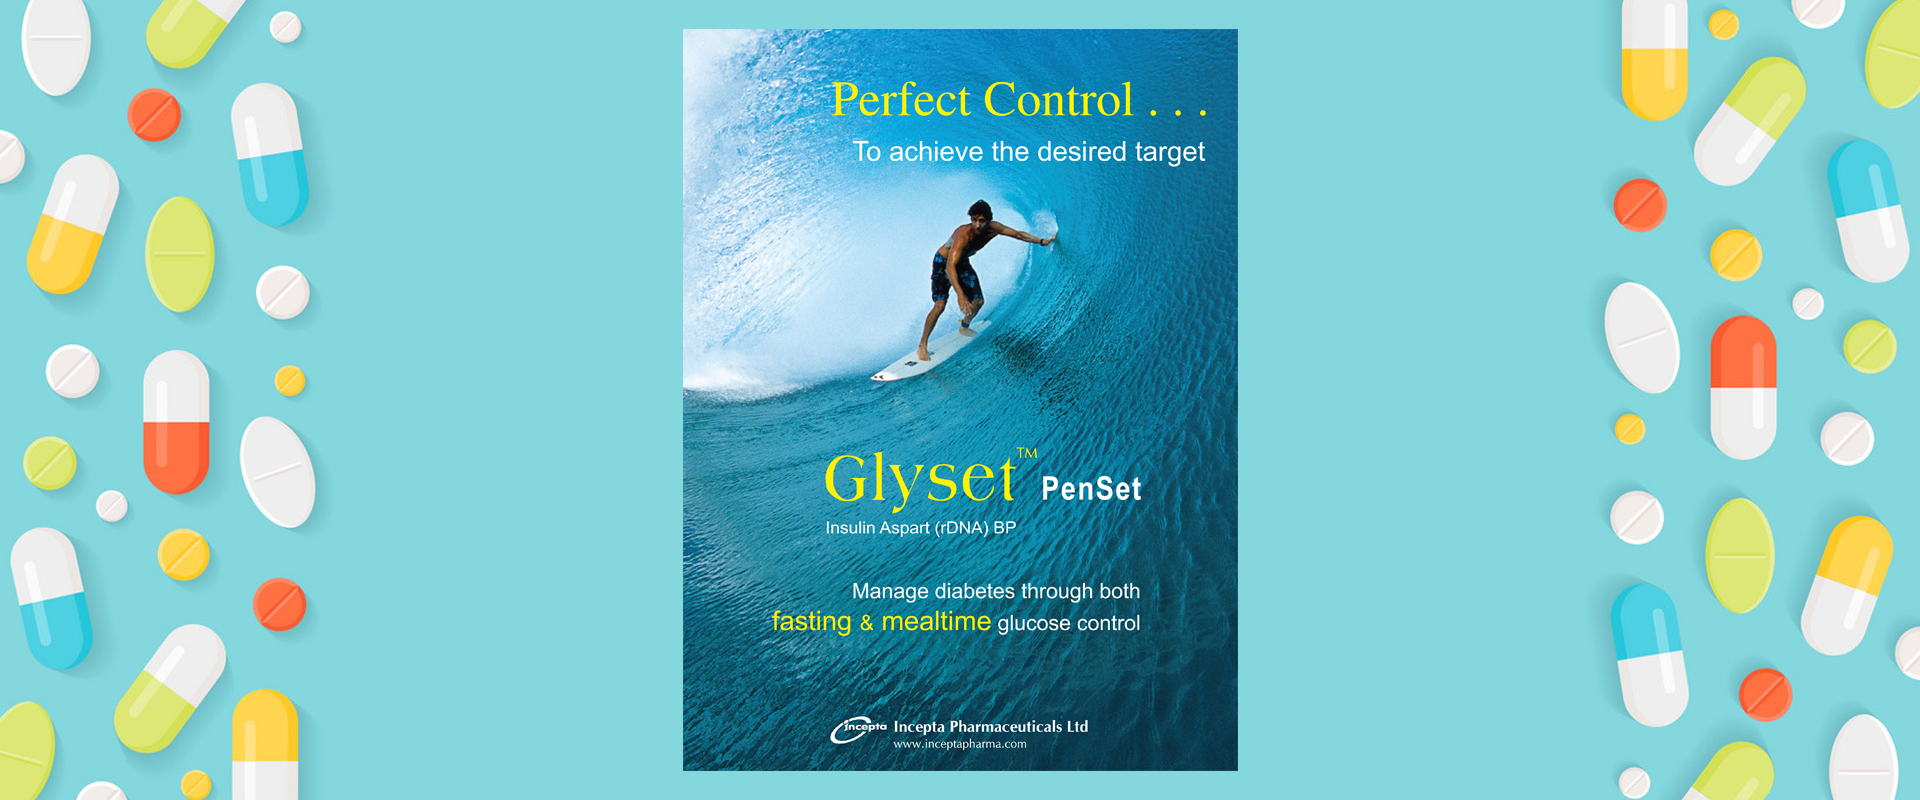 Perfect Control . . .
To achieve the desired target
Glyset™ PenSet
Insulin Aspart (rDNA) BP
Manage diabetes through both
fasting & mealtime glucose control
incepta Incepta Pharmaceuticals Ltd
www.inceptapharma.com